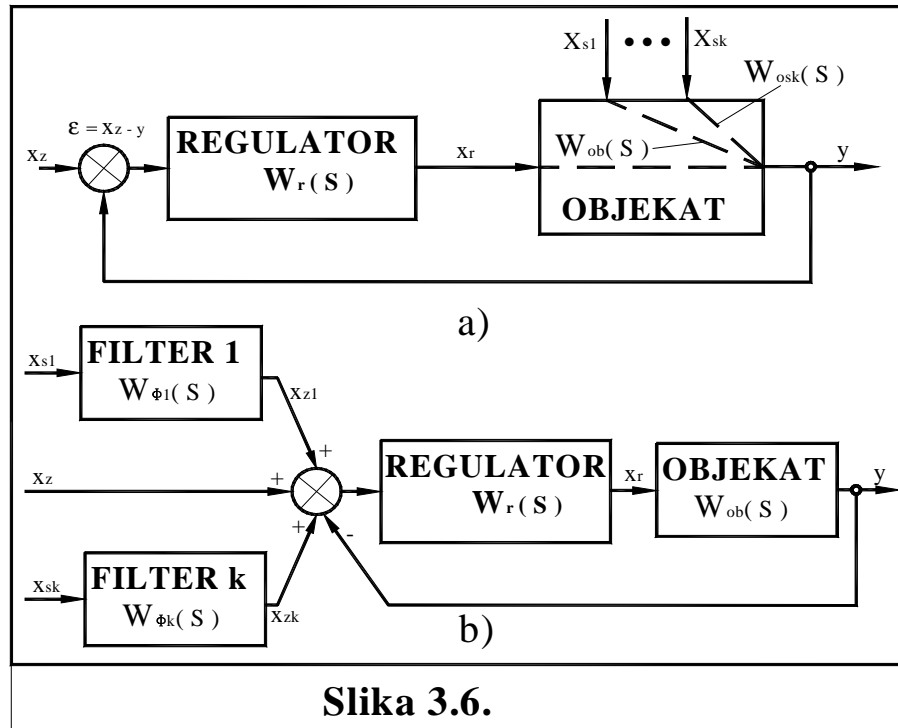 Xs1 ••• Xsk
Wosk(S)
ε = xz - y
xz
REGULATOR
Wr(S)
xr
Wob(S)
OBJEKAT
y
a)
xs1
FILTER 1
WΦ1(S)
xz1
+
+
xz
+
-
REGULATOR
Wr(S)
xr
OBJEKAT
Wob(S)
y
xsk
FILTER k
WΦk(S)
xzk
b)
Slika 3.6.